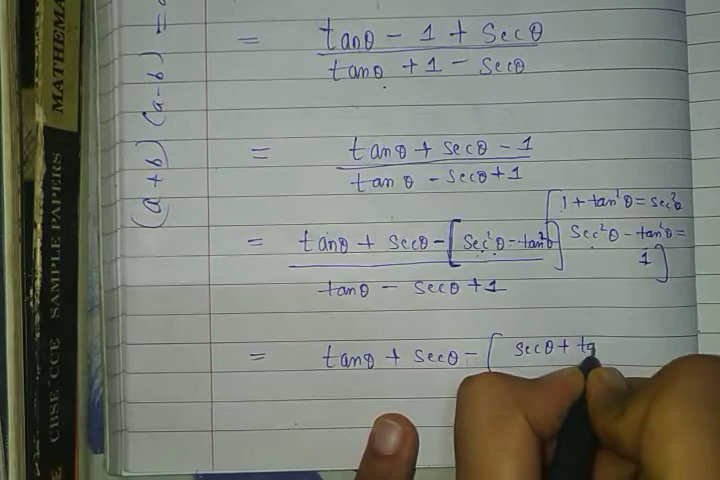 = tanθ - 1 + secθ
tanθ + 1 - secθ
= tanθ + secθ - 1
tanθ - secθ + 1
[1 + tan²θ = sec²θ
= tanθ + secθ - [sec²θ - tan²θ] sec²θ - tan²θ =
1]
tanθ - secθ + 1
= tanθ + secθ - [secθ + ta
(a+b) (a-b) =
MATHEMA
CBSE-CCE SAMPLE PAPERS